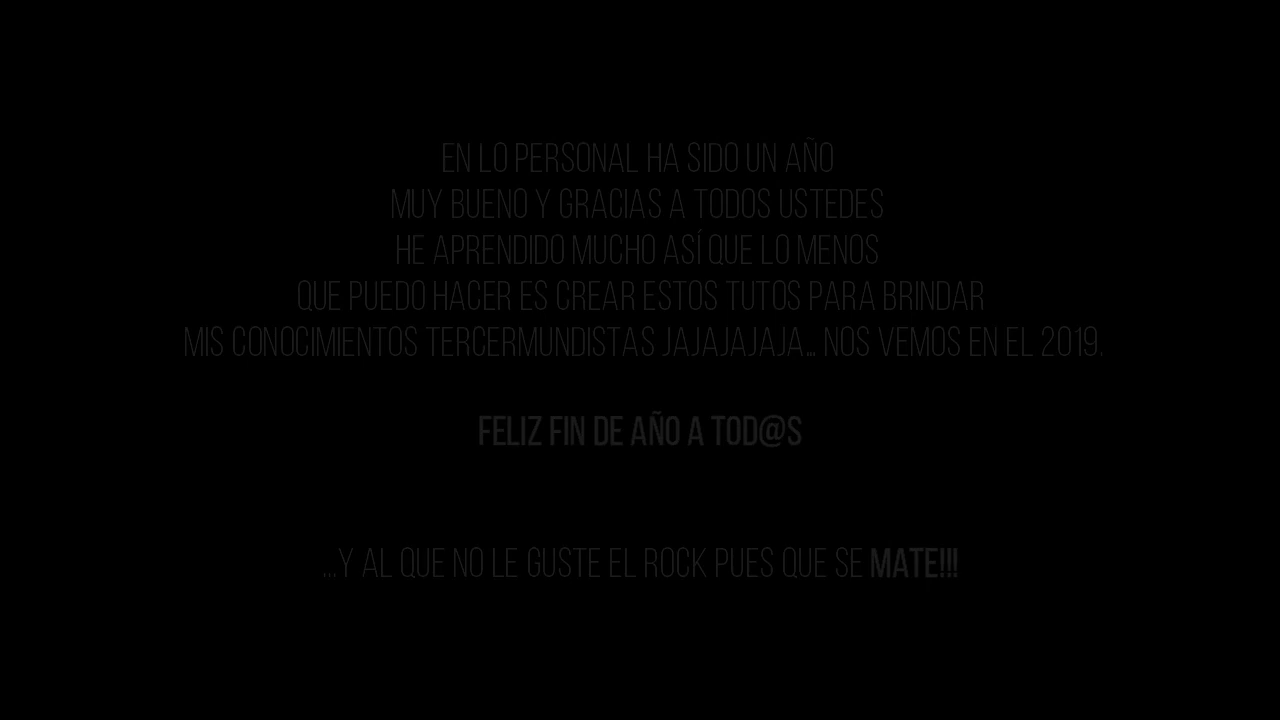 EN LO PERSONAL HA SIDO UN AÑO
MUY BUENO Y GRACIAS A TODOS USTEDES
HE APRENDIDO MUCHO ASÍ QUE LO MENOS
QUE PUEDO HACER ES CREAR ESTOS TUTOS PARA BRINDAR
MIS CONOCIMIENTOS TERCERMUNDISTAS JAJAJAJAJA... NOS VEMOS EN EL 2019.
FELIZ FIN DE AÑO A TOD@S
...Y AL QUE NO LE GUSTE EL ROCK PUES QUE SE MATE!!!